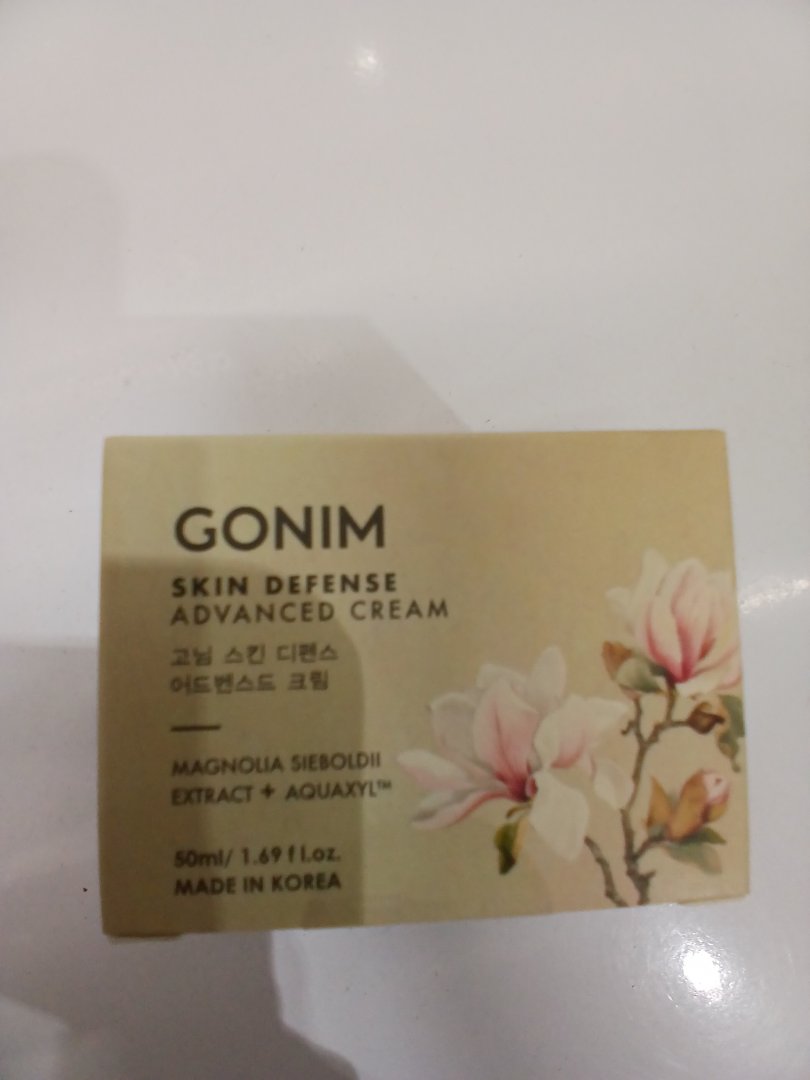 GONIM
SKIN DEFENSE
ADVANCED CREAM
고님 스킨 디펜스
어드벤스드 크림
MAGNOLIA SIEBOLDII
EXTRACT + AQUAXYL™
50ml/ 1.69 fl.oz.
MADE IN KOREA